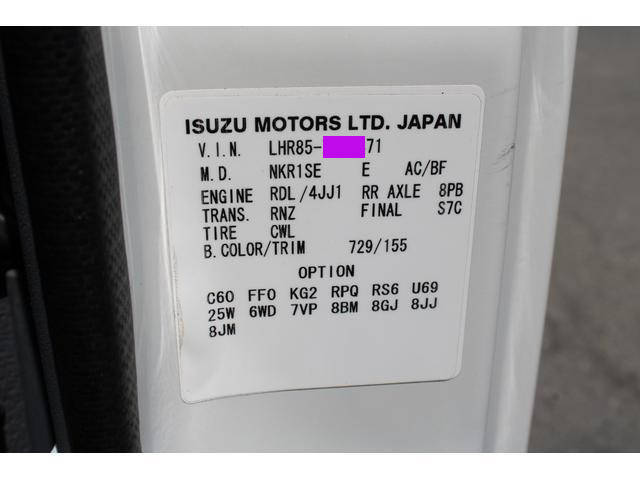 ISUZU MOTORS LTD. JAPAN
V.I.N. LHR85- 71
M.D. NKR1SE E AC/BF
ENGINE RDL/4JJ1 RR AXLE 8PB
TRANS. RNZ FINAL S7C
TIRE CWL
B.COLOR/TRIM 729/155
OPTION
C60 FF0 KG2 RPQ RS6 U69
25W 6WD 7VP 8BM 8GJ 8JJ
8JM